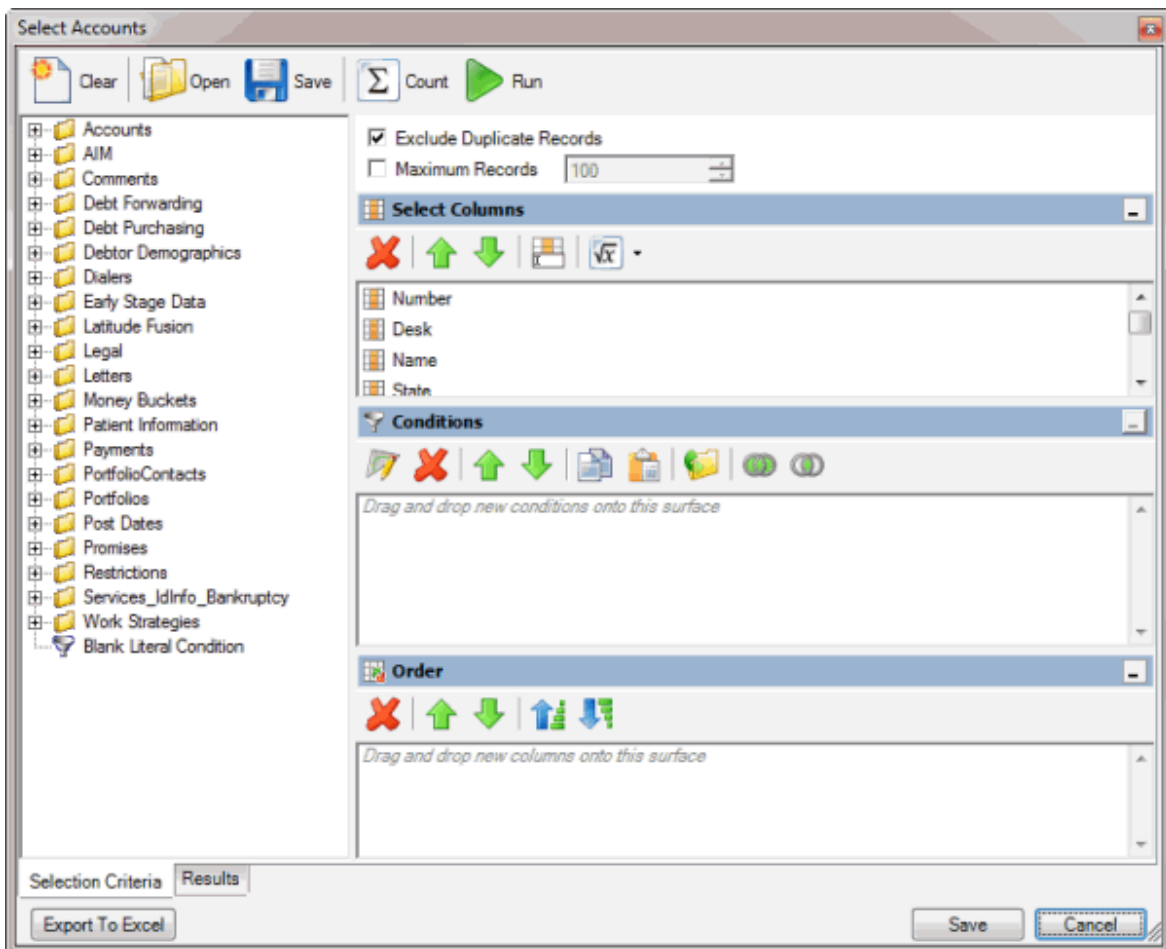 Select Accounts
Clear Open Save Count Run
Accounts
AIM
Comments
Debt Forwarding
Debt Purchasing
Debtor Demographics
Dialers
Early Stage Data
Latitude Fusion
Legal
Letters
Money Buckets
Patient Information
Payments
PortfolioContacts
Portfolios
Post Dates
Promises
Restrictions
Services_IdInfo_Bankruptcy
Work Strategies
Blank Literal Condition
Exclude Duplicate Records
Maximum Records 100
Select Columns
Number
Desk
Name
State
Conditions
Drag and drop new conditions onto this surface
Order
Drag and drop new columns onto this surface
Selection Criteria Results
Export To Excel Save Cancel